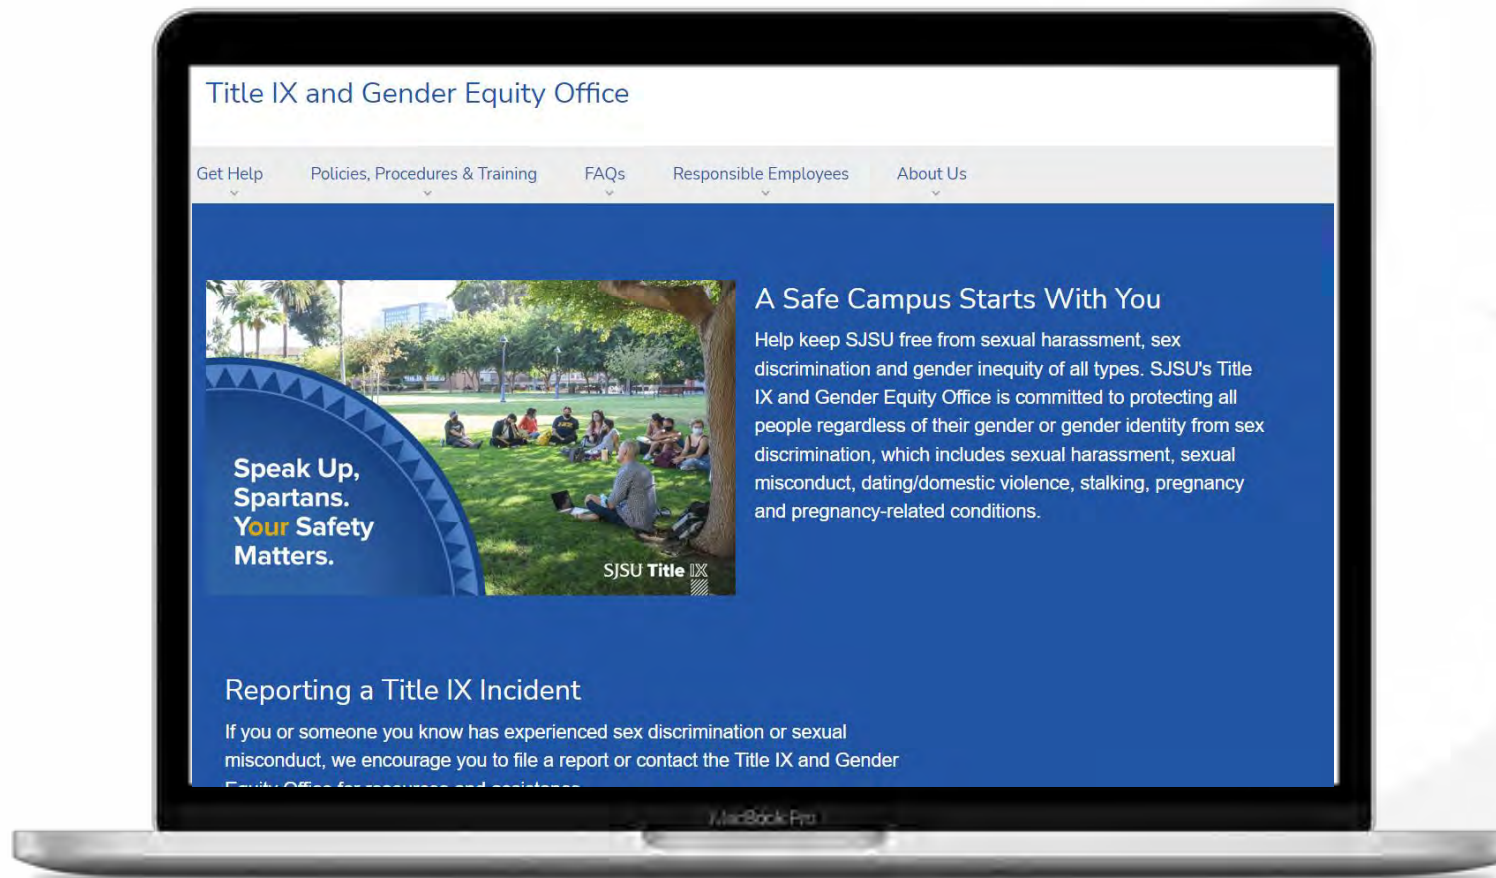 Title IX and Gender Equity Office
Get Help
Policies, Procedures & Training
FAQs
Responsible Employees
About Us
Speak Up,
Spartans.
Your Safety
Matters.
SJSU Title IX
A Safe Campus Starts With You
Help keep SJSU free from sexual harassment, sex
discrimination and gender inequity of all types. SJSU's Title
IX and Gender Equity Office is committed to protecting all
people regardless of their gender or gender identity from sex
discrimination, which includes sexual harassment, sexual
misconduct, dating/domestic violence, stalking, pregnancy
and pregnancy-related conditions.
Reporting a Title IX Incident
If you or someone you know has experienced sex discrimination or sexual
misconduct, we encourage you to file a report or contact the Title IX and Gender
Equity Office for resources and assistance
MacBook Pro